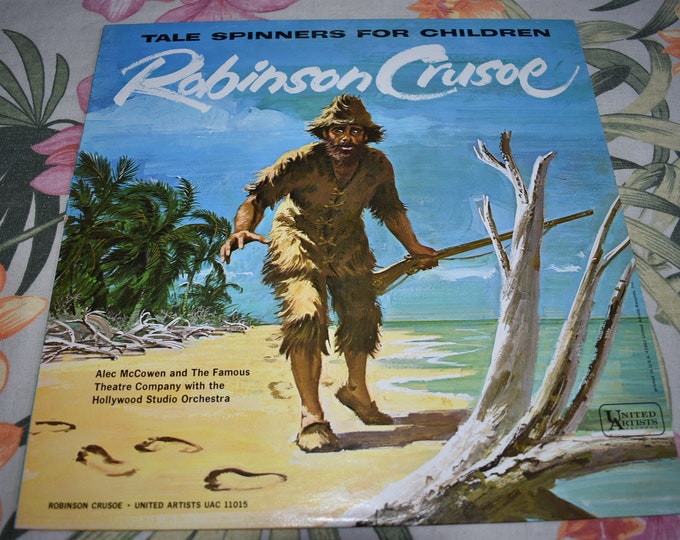 TALE SPINNERS FOR CHILDREN
Robinson Crusoe
Alec McCowen and The Famous
Theatre Company with the
Hollywood Studio Orchestra
UNITED
ARTISTS
ROBINSON CRUSOE • UNITED ARTISTS UAC 11015